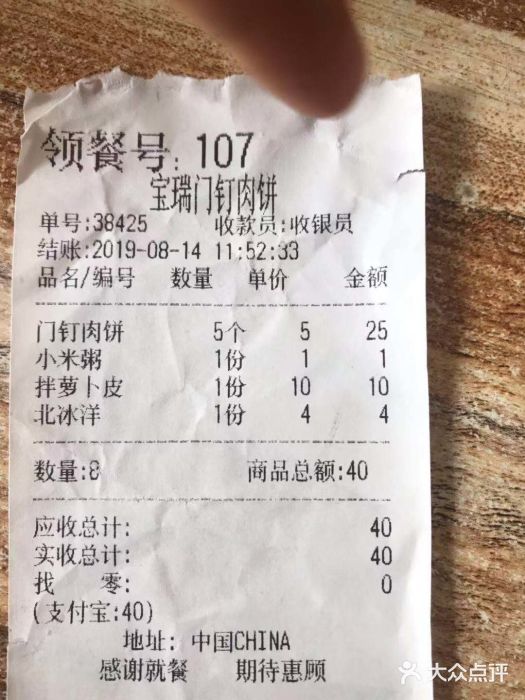 领餐号: 107
宝瑞门钉肉饼
单号:38425 收款员:收银员
结账:2019-08-14 11:52:33
品名/编号 数量 单价 金额
门钉肉饼 5个 5 25
小米粥 1份 1 1
拌萝卜皮 1份 10 10
北冰洋 1份 4 4
数量:8 商品总额:40
应收总计: 40
实收总计: 40
找 零: 0
(支付宝:40)
地址: 中国CHINA
感谢就餐 期待惠顾
大众点评